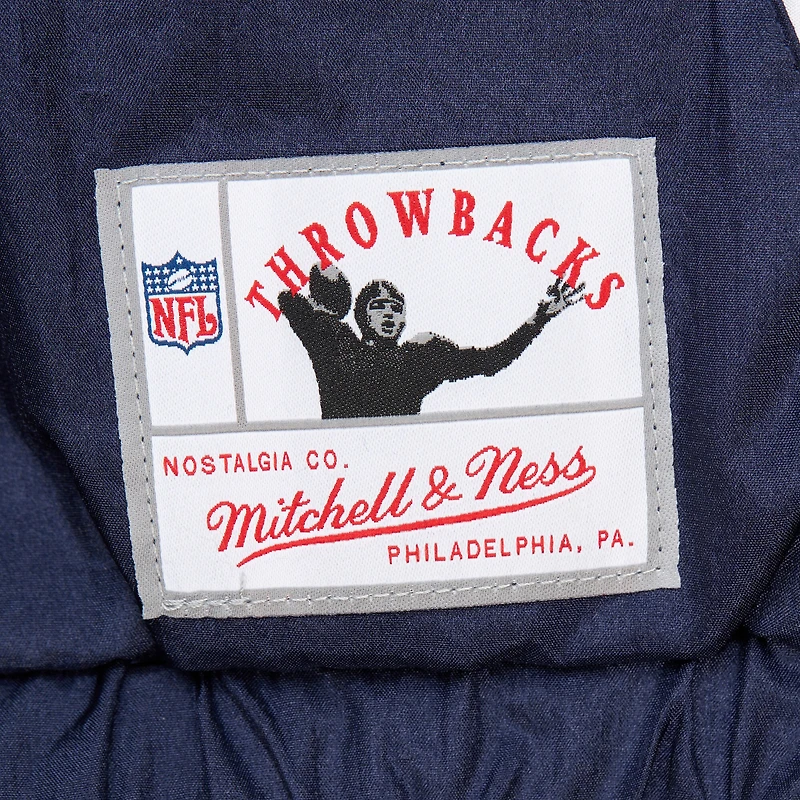 THROWBACKS
NFL
NOSTALGIA CO.
Mitchell & Ness
PHILADELPHIA, PA.